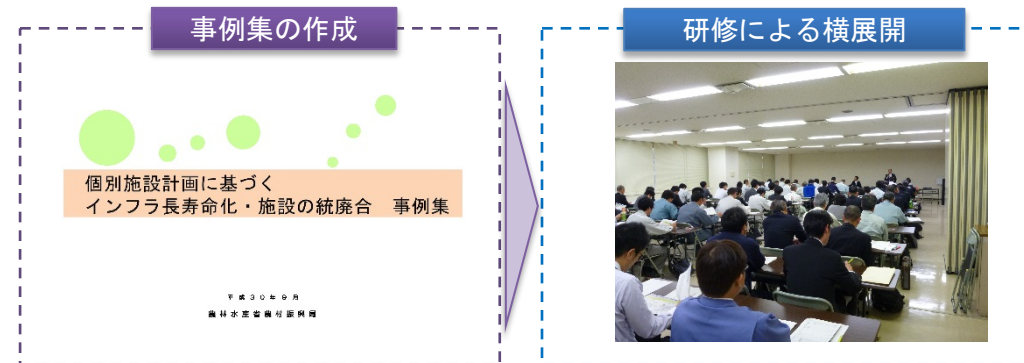 事例集の作成
個別施設計画に基づく
インフラ長寿命化・施設の統廃合　事例集
平成３０年９月
農林水産省農村振興局
研修による横展開